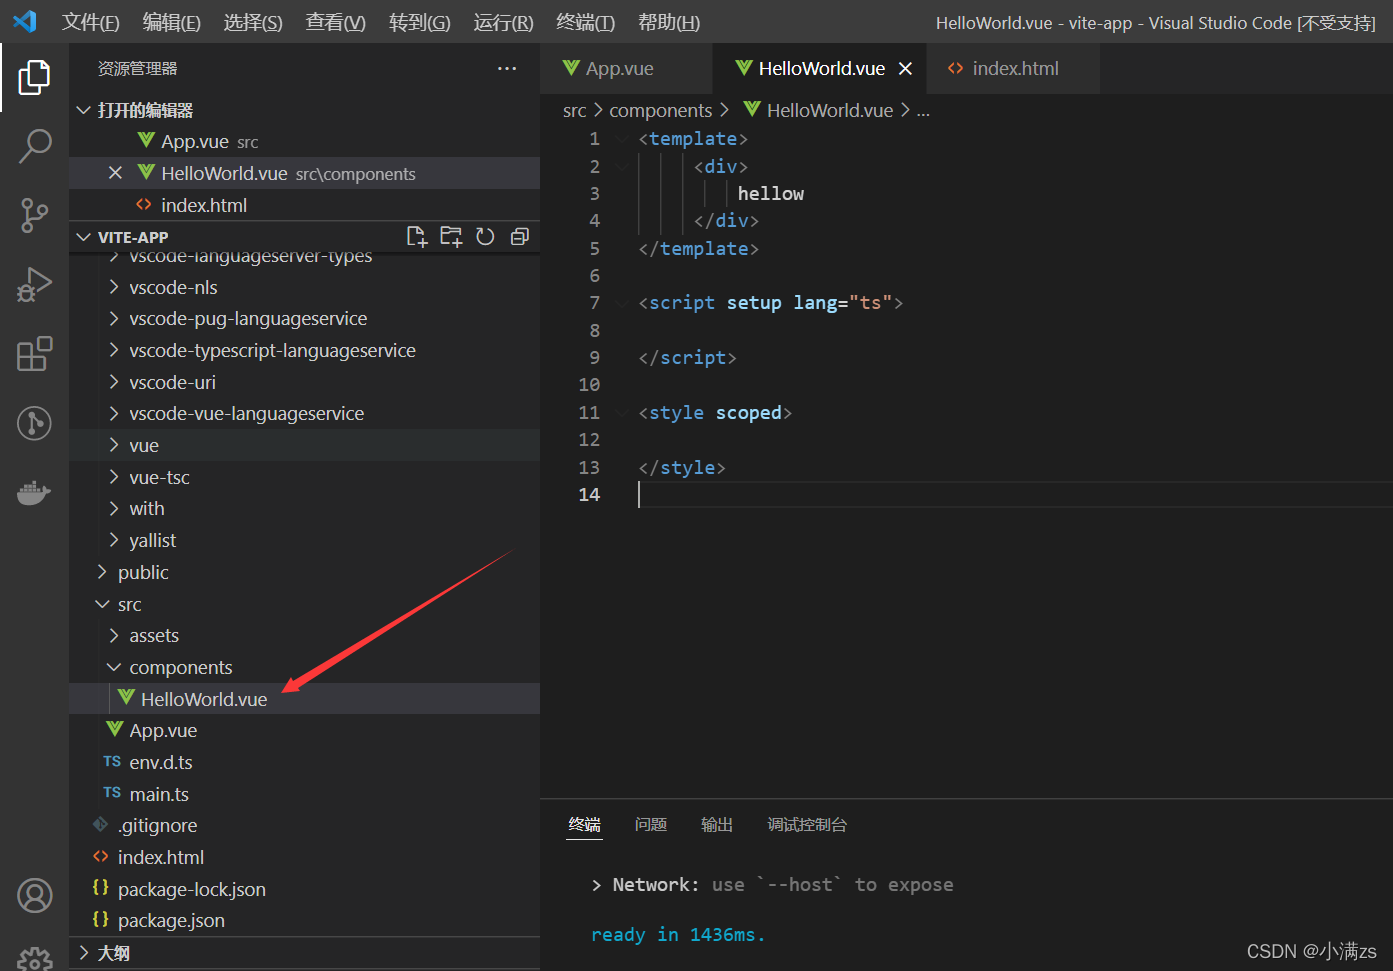 文件(F) 编辑(E) 选择(S) 查看(V) 转到(G) 运行(R) 终端(T) 帮助(H) HelloWorld.vue - vite-app - Visual Studio Code [不受支持]
资源管理器 ···
打开的编辑器
App.vue src
HelloWorld.vue src\components
index.html
VITE-APP
vscode-languageserver-types
vscode-nls
vscode-pug-languageservice
vscode-typescript-languageservice
vscode-uri
vscode-vue-languageservice
vue
vue-tsc
with
yallist
public
src
assets
components
HelloWorld.vue
App.vue
TS env.d.ts
TS main.ts
.gitignore
index.html
{} package-lock.json
{} package.json
大纲
App.vue HelloWorld.vue index.html
src > components > HelloWorld.vue > ...
1 <template>
2 <div>
3 hellow
4 </div>
5 </template>
6
7 <script setup lang="ts">
8
9 </script>
10
11 <style scoped>
12
13 </style>
14
终端 问题 输出 调试控制台
> Network: use `--host` to expose
ready in 1436ms.
CSDN @小满zs